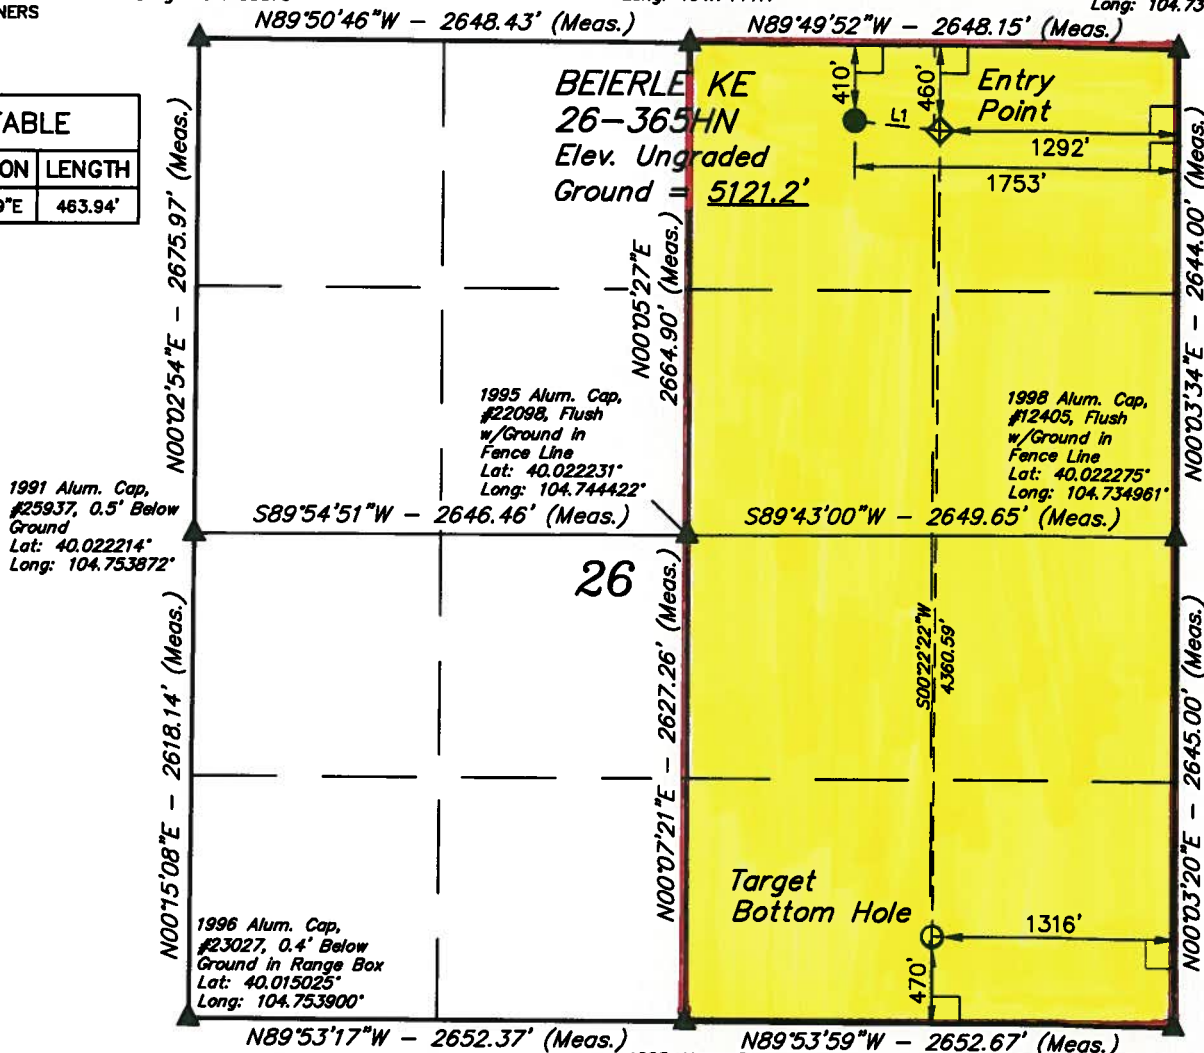 NERS
Long: 104.73
N89°50'46"W - 2648.43' (Meas.)
N89°49'52"W - 2648.15' (Meas.)
TABLE
ON LENGTH
9"E 463.94'
BEIERLE KE
26-365HN
Elev. Ungraded
Ground = 5121.2'
410'
L1
460'
Entry
Point
1292'
1753'
N00°02'54"E - 2675.97' (Meas.)
N00°05'27"E
2664.90' (Meas.)
N00°03'34"E - 2644.00' (Meas.)
1995 Alum. Cap,
#22098, Flush
w/Ground in
Fence Line
Lat: 40.022231°
Long: 104.744422°
1998 Alum. Cap,
#12405, Flush
w/Ground in
Fence Line
Lat: 40.022275°
Long: 104.734961°
1991 Alum. Cap,
#25937, 0.5' Below
Ground
Lat: 40.022214°
Long: 104.753872°
S89°54'51"W - 2646.46' (Meas.)
S89°43'00"W - 2649.65' (Meas.)
26
N00°15'08"E - 2618.14' (Meas.)
N00°07'21"E - 2627.26' (Meas.)
S00°22'22"W
4360.59'
N00°03'20"E - 2645.00' (Meas.)
Target
Bottom Hole
1316'
470'
1996 Alum. Cap,
#23027, 0.4' Below
Ground in Range Box
Lat: 40.015025°
Long: 104.753900°
N89°53'17"W - 2652.37' (Meas.)
N89°53'59"W - 2652.67' (Meas.)